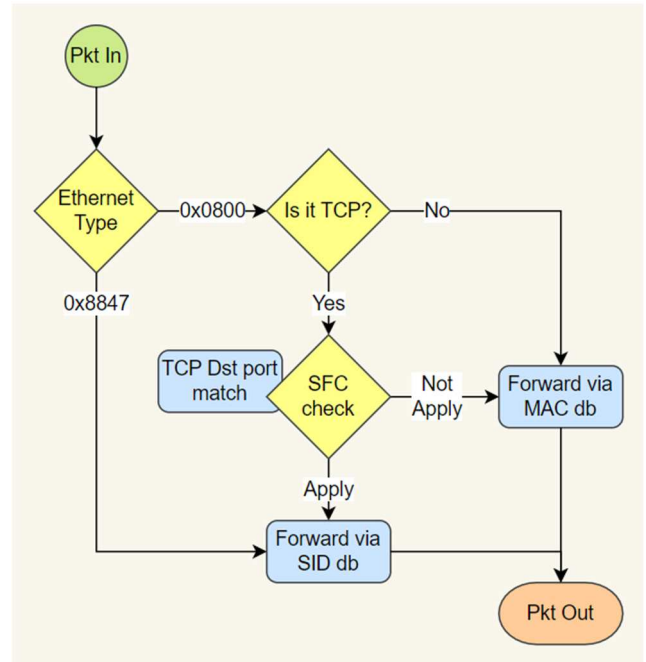 Pkt In
Ethernet
Type
0x0800
Is it TCP?
No
0x8847
Yes
TCP Dst port
match
SFC
check
Not
Apply
Forward via
MAC db
Apply
Forward via
SID db
Pkt Out